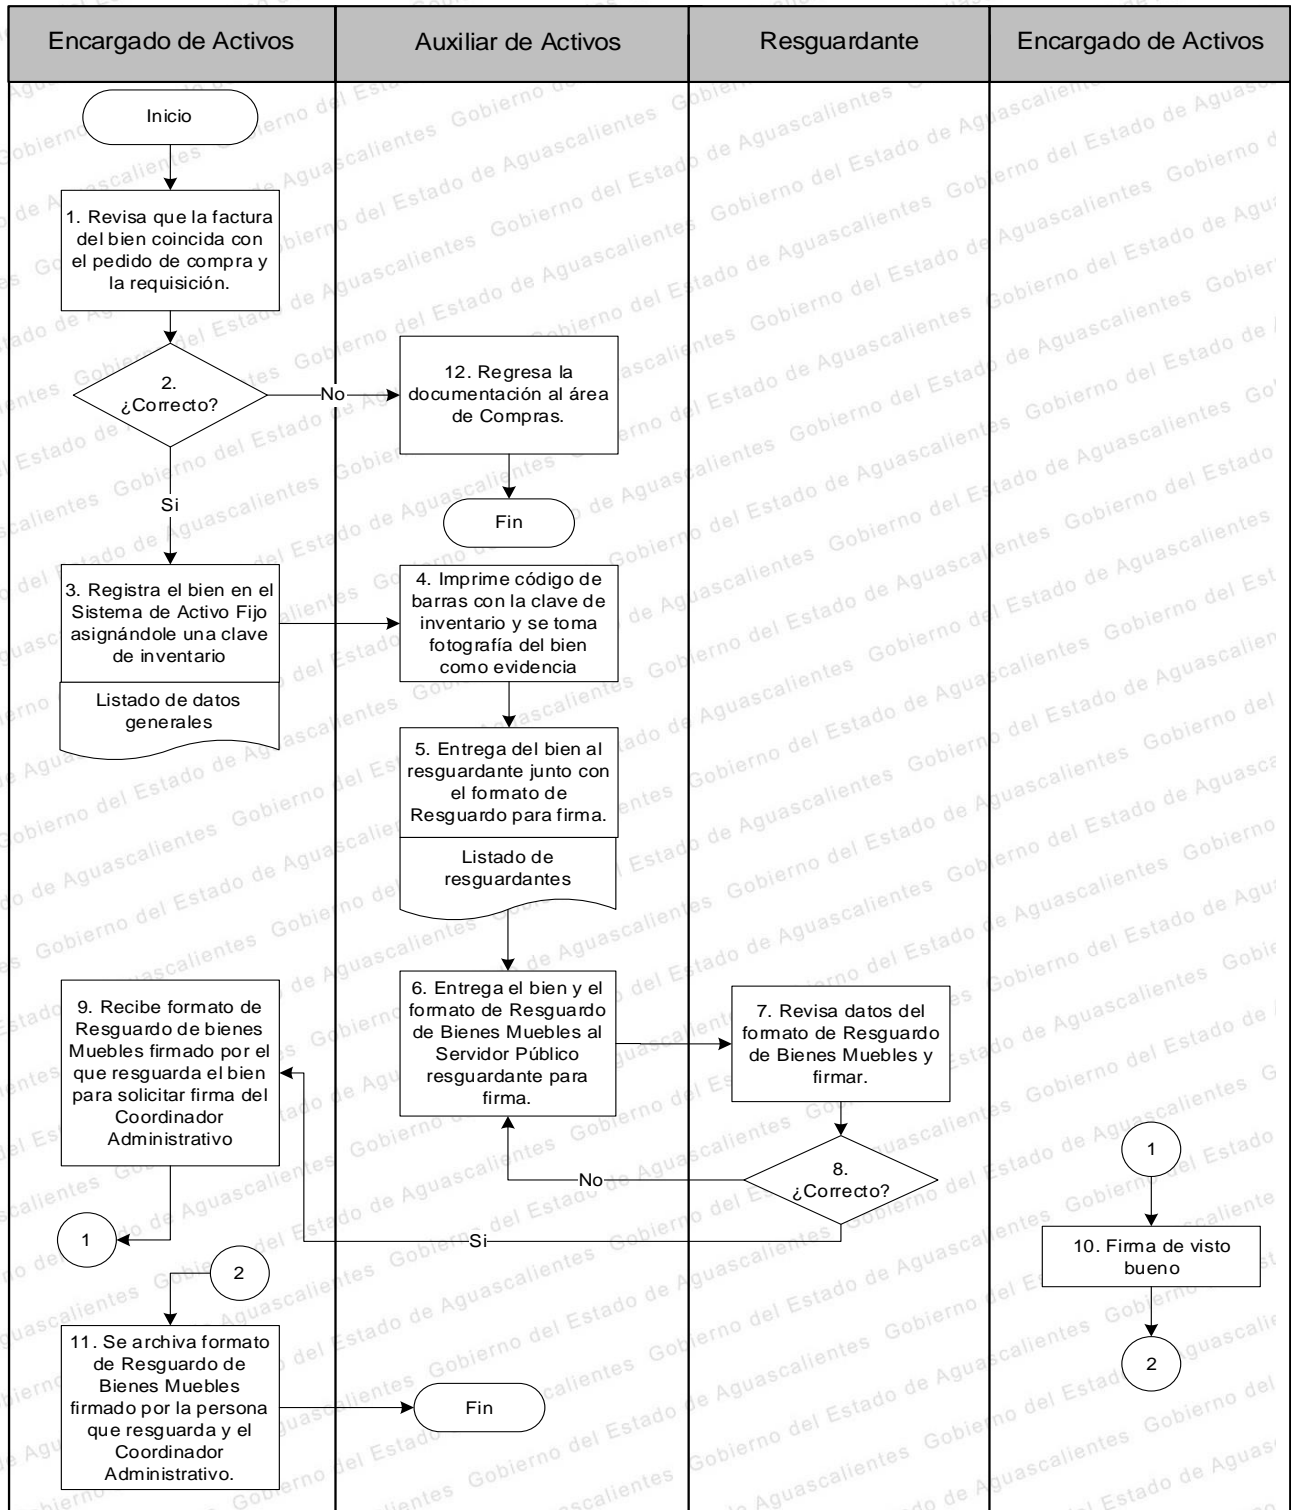 Encargado de Activos
Auxiliar de Activos
Resguardante
Encargado de Activos
Inicio
1. Revisa que la factura
del bien coincida con
el pedido de compra y
la requisición.
2.
¿Correcto?
No
12. Regresa la
documentación al área
de Compras.
Fin
Si
3. Registra el bien en el
Sistema de Activo Fijo
asignándole una clave
de inventario
Listado de datos
generales
4. Imprime código de
barras con la clave de
inventario y se toma
fotografía del bien
como evidencia
5. Entrega del bien al
resguardante junto con
el formato de
Resguardo para firma.
Listado de
resguardantes
6. Entrega el bien y el
formato de Resguardo
de Bienes Muebles al
Servidor Público
resguardante para
firma.
7. Revisa datos del
formato de Resguardo
de Bienes Muebles y
firmar.
8.
¿Correcto?
No
Si
9. Recibe formato de
Resguardo de bienes
Muebles firmado por el
que resguarda el bien
para solicitar firma del
Coordinador
Administrativo
1
1
10. Firma de visto
bueno
2
2
11. Se archiva formato
de Resguardo de
Bienes Muebles
firmado por la persona
que resguarda y el
Coordinador
Administrativo.
Fin
Gobierno del Estado de Aguascalientes